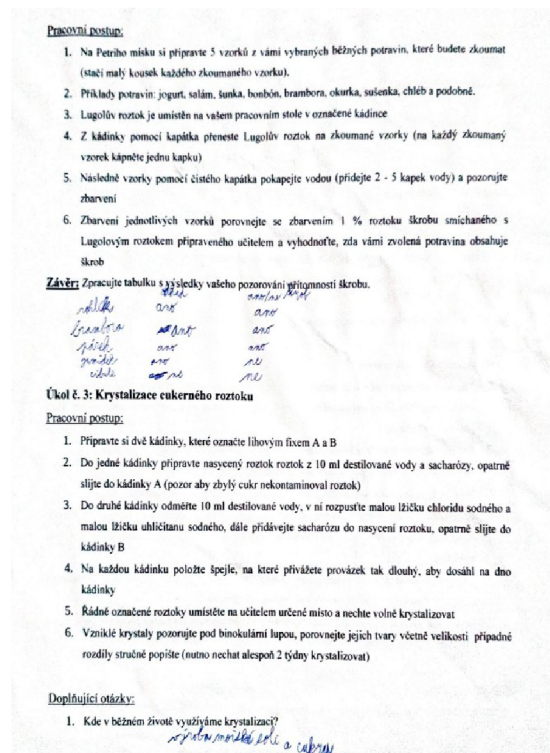 Pracovní postup:
1. Na Petriho misku si připravte 5 vzorků z vámi vybraných běžných potravin, které budete zkoumat
(stačí malý kousek každého zkoumaného vzorku).
2. Příklady potravin: jogurt, salám, šunka, bonbón, brambora, okurka, sušenka, chléb a podobně.
3. Lugolův roztok je umístěn na vašem pracovním stole v označené kádince
4. Z kádinky pomocí kapátka přeneste Lugolův roztok na zkoumané vzorky (na každý zkoumaný
vzorek kápněte jednu kapku)
5. Následně vzorky pomocí čistého kapátka pokapejte vodou (přidejte 2 - 5 kapek vody) a pozorujte
zbarvení
6. Zbarvení jednotlivých vzorků porovnejte se zbarvením 1 % roztoku škrobu smíchaného s
Lugolovým roztokem připraveného učitelem a vyhodnoťte, zda vámi zvolená potravina obsahuje
škrob
Závěr: Zpracujte tabulku s výsledky vašeho pozorování přítomnosti škrobu.
rohlík ano ano
brambora ano ano
párek ano ano
ano ne
cibule ne ne
Úkol č. 3: Krystalizace cukerného roztoku
Pracovní postup:
1. Připravte si dvě kádinky, které označte lihovým fixem A a B
2. Do jedné kádinky připravte nasycený roztok roztok z 10 ml destilované vody a sacharózy, opatrně
slijte do kádinky A (pozor aby zbylý cukr nekontaminoval roztok)
3. Do druhé kádinky odměřte 10 ml destilované vody, v ní rozpusťte malou lžičku chloridu sodného a
malou lžičku uhličitanu sodného, dále přidávejte sacharózu do nasycení roztoku, opatrně slijte do
kádinky B
4. Na každou kádinku položte špejle, na které přivážete provázek tak dlouhý, aby dosáhl na dno
kádinky
5. Řádně označené roztoky umístěte na učitelem určené místo a nechte volně krystalizovat
6. Vzniklé krystaly pozorujte pod binokulární lupou, porovnejte jejich tvary včetně velikosti případné
rozdíly stručně popište (nutno nechat alespoň 2 týdny krystalizovat)
Doplňující otázky:
1. Kde v běžném životě využíváme krystalizaci?
výroba mořské soli a cukru